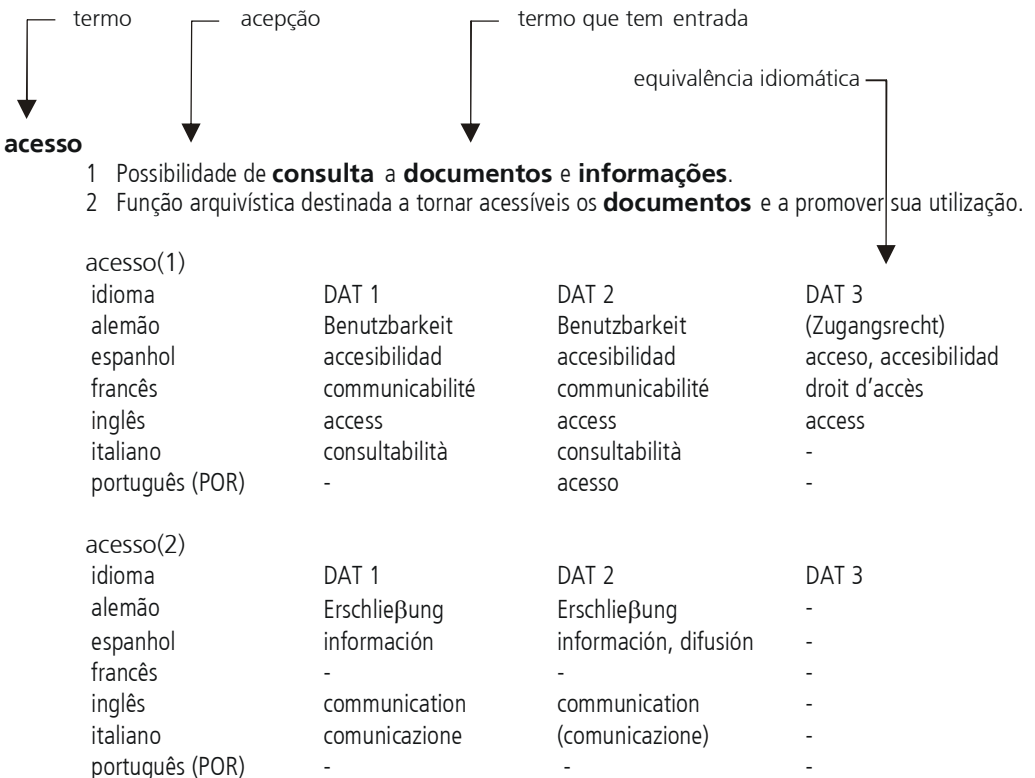 termo acepção termo que tem entrada
equivalência idiomática
acesso
1 Possibilidade de consulta a documentos e informações.
2 Função arquivística destinada a tornar acessíveis os documentos e a promover sua utilização.
acesso(1)
idioma DAT 1 DAT 2 DAT 3
alemão Benutzbarkeit Benutzbarkeit (Zugangsrecht)
espanhol accesibilidad accesibilidad acceso, accesibilidad
francês communicabilité communicabilité droit d’accès
inglês access access access
italiano consultabilità consultabilità -
português (POR) - acesso -
acesso(2)
idioma DAT 1 DAT 2 DAT 3
alemão Erschlieβung Erschlieβung -
espanhol información información, difusión -
francês - - -
inglês communication communication -
italiano comunicazione (comunicazione) -
português (POR) - - -